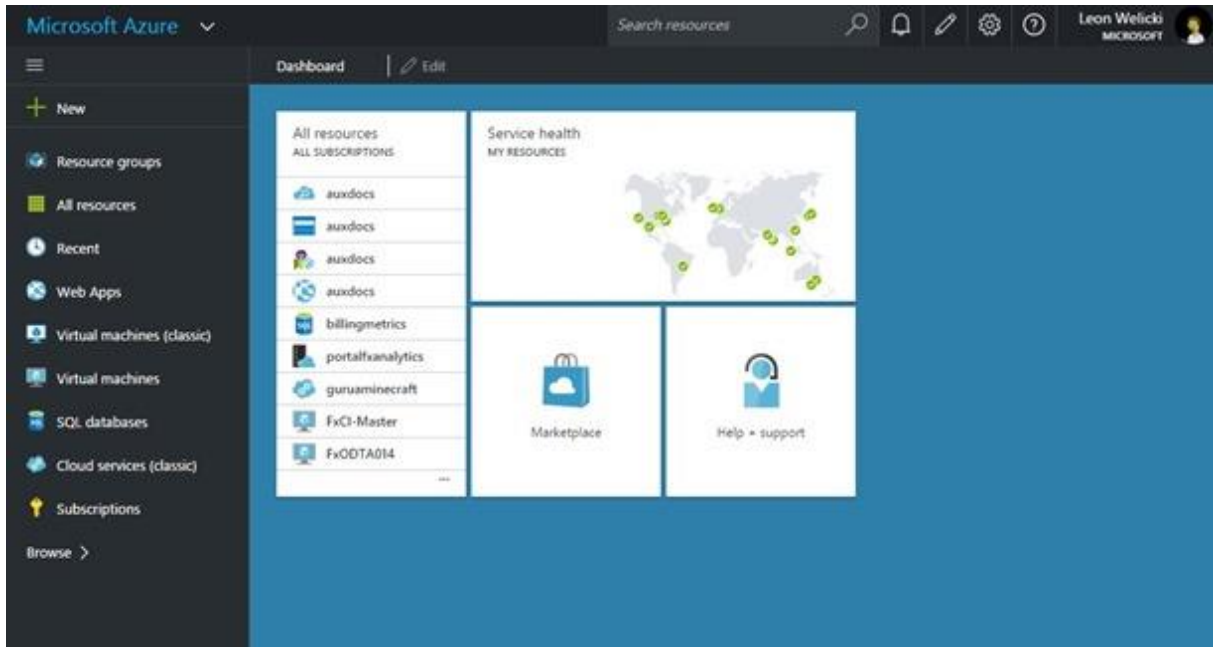 Microsoft Azure
Search resources
Leon Welicki
MICROSOFT
Dashboard
Edit
New
Resource groups
All resources
Recent
Web Apps
Virtual machines (classic)
Virtual machines
SQL databases
Cloud services (classic)
Subscriptions
Browse >
All resources
ALL SUBSCRIPTIONS
auxdocs
auxdocs
auxdocs
auxdocs
billingmetrics
portalfxanalytics
guruaminecraft
FxCI-Master
FxODTA014
...
Service health
MY RESOURCES
Marketplace
Help + support